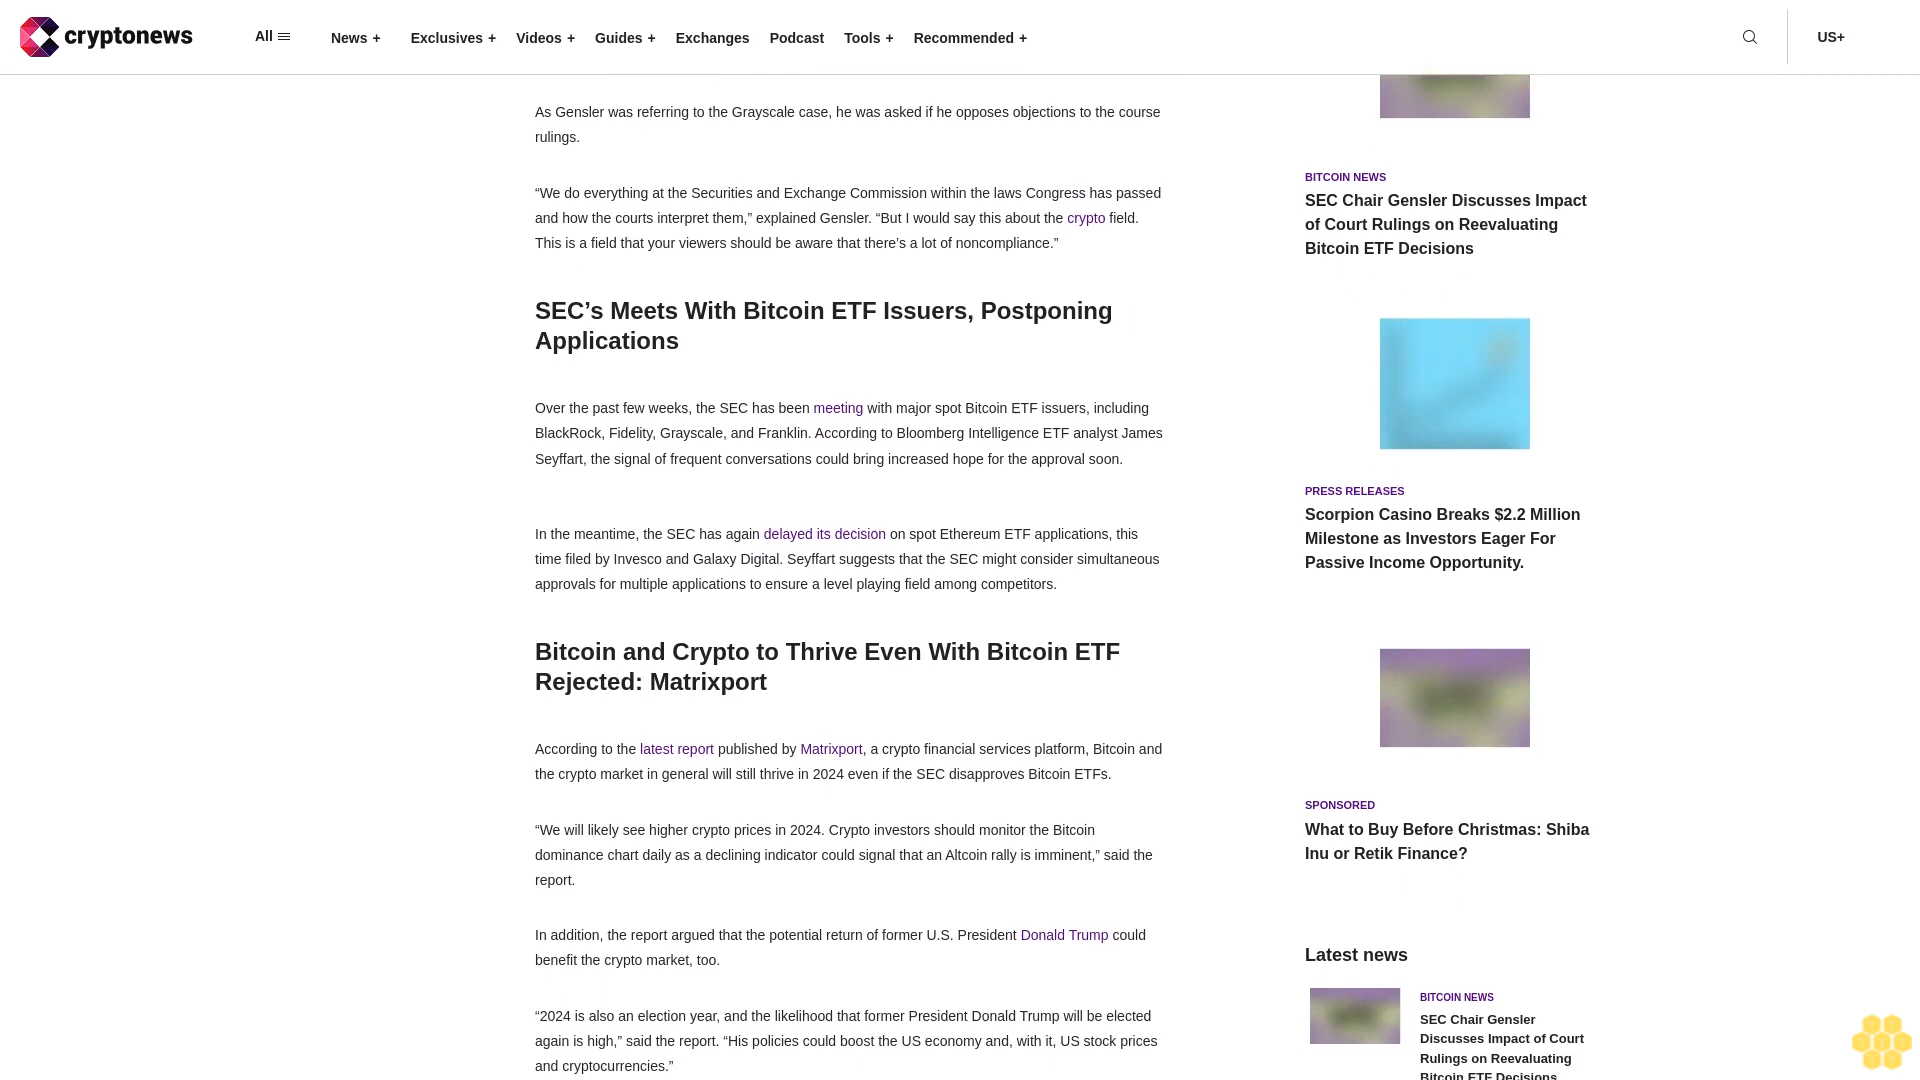 cryptonews
All
News +
Exclusives +
Videos +
Guides +
Exchanges
Podcast
Tools +
Recommended +
US+
As Gensler was referring to the Grayscale case, he was asked if he opposes objections to the course
rulings.
“We do everything at the Securities and Exchange Commission within the laws Congress has passed
and how the courts interpret them,” explained Gensler. “But I would say this about the crypto field.
This is a field that your viewers should be aware that there’s a lot of noncompliance.”
SEC’s Meets With Bitcoin ETF Issuers, Postponing
Applications
Over the past few weeks, the SEC has been meeting with major spot Bitcoin ETF issuers, including
BlackRock, Fidelity, Grayscale, and Franklin. According to Bloomberg Intelligence ETF analyst James
Seyffart, the signal of frequent conversations could bring increased hope for the approval soon.
In the meantime, the SEC has again delayed its decision on spot Ethereum ETF applications, this
time filed by Invesco and Galaxy Digital. Seyffart suggests that the SEC might consider simultaneous
approvals for multiple applications to ensure a level playing field among competitors.
Bitcoin and Crypto to Thrive Even With Bitcoin ETF
Rejected: Matrixport
According to the latest report published by Matrixport, a crypto financial services platform, Bitcoin and
the crypto market in general will still thrive in 2024 even if the SEC disapproves Bitcoin ETFs.
“We will likely see higher crypto prices in 2024. Crypto investors should monitor the Bitcoin
dominance chart daily as a declining indicator could signal that an Altcoin rally is imminent,” said the
report.
In addition, the report argued that the potential return of former U.S. President Donald Trump could
benefit the crypto market, too.
“2024 is also an election year, and the likelihood that former President Donald Trump will be elected
again is high,” said the report. “His policies could boost the US economy and, with it, US stock prices
and cryptocurrencies.”
BITCOIN NEWS
SEC Chair Gensler Discusses Impact
of Court Rulings on Reevaluating
Bitcoin ETF Decisions
PRESS RELEASES
Scorpion Casino Breaks $2.2 Million
Milestone as Investors Eager For
Passive Income Opportunity.
SPONSORED
What to Buy Before Christmas: Shiba
Inu or Retik Finance?
Latest news
BITCOIN NEWS
SEC Chair Gensler
Discusses Impact of Court
Rulings on Reevaluating
Bitcoin ETF Decisions